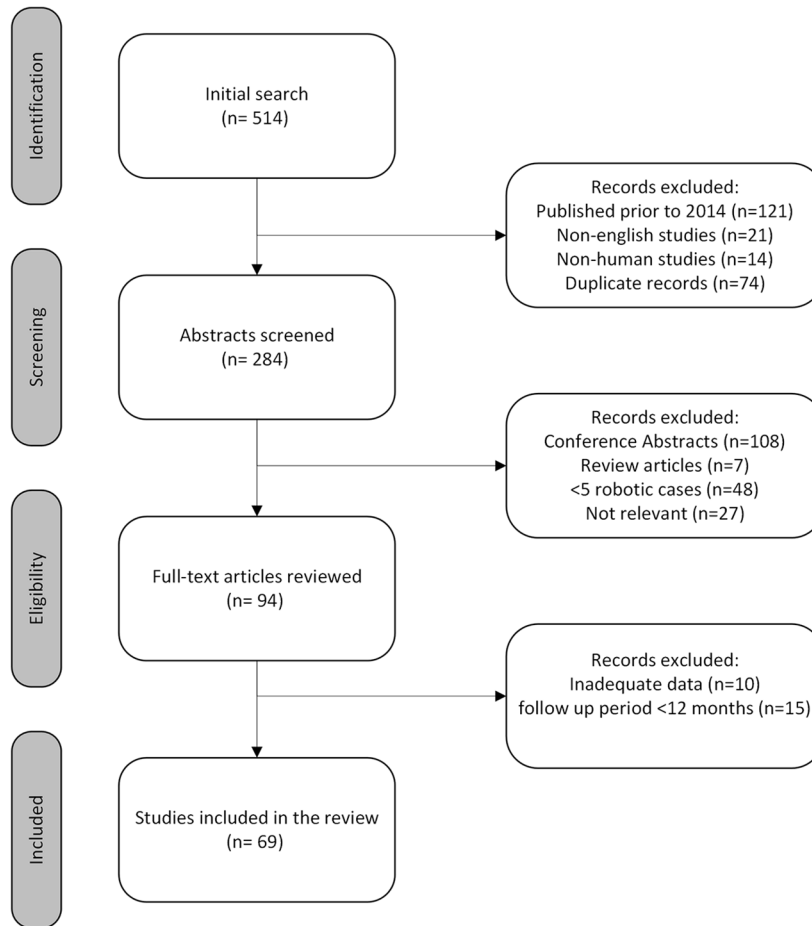 Identification
Initial search
(n= 514)
Records excluded:
Published prior to 2014 (n=121)
Non-english studies (n=21)
Non-human studies (n=14)
Duplicate records (n=74)
Screening
Abstracts screened
(n= 284)
Records excluded:
Conference Abstracts (n=108)
Review articles (n=7)
<5 robotic cases (n=48)
Not relevant (n=27)
Eligibility
Full-text articles reviewed
(n= 94)
Records excluded:
Inadequate data (n=10)
follow up period <12 months (n=15)
Included
Studies included in the review
(n= 69)